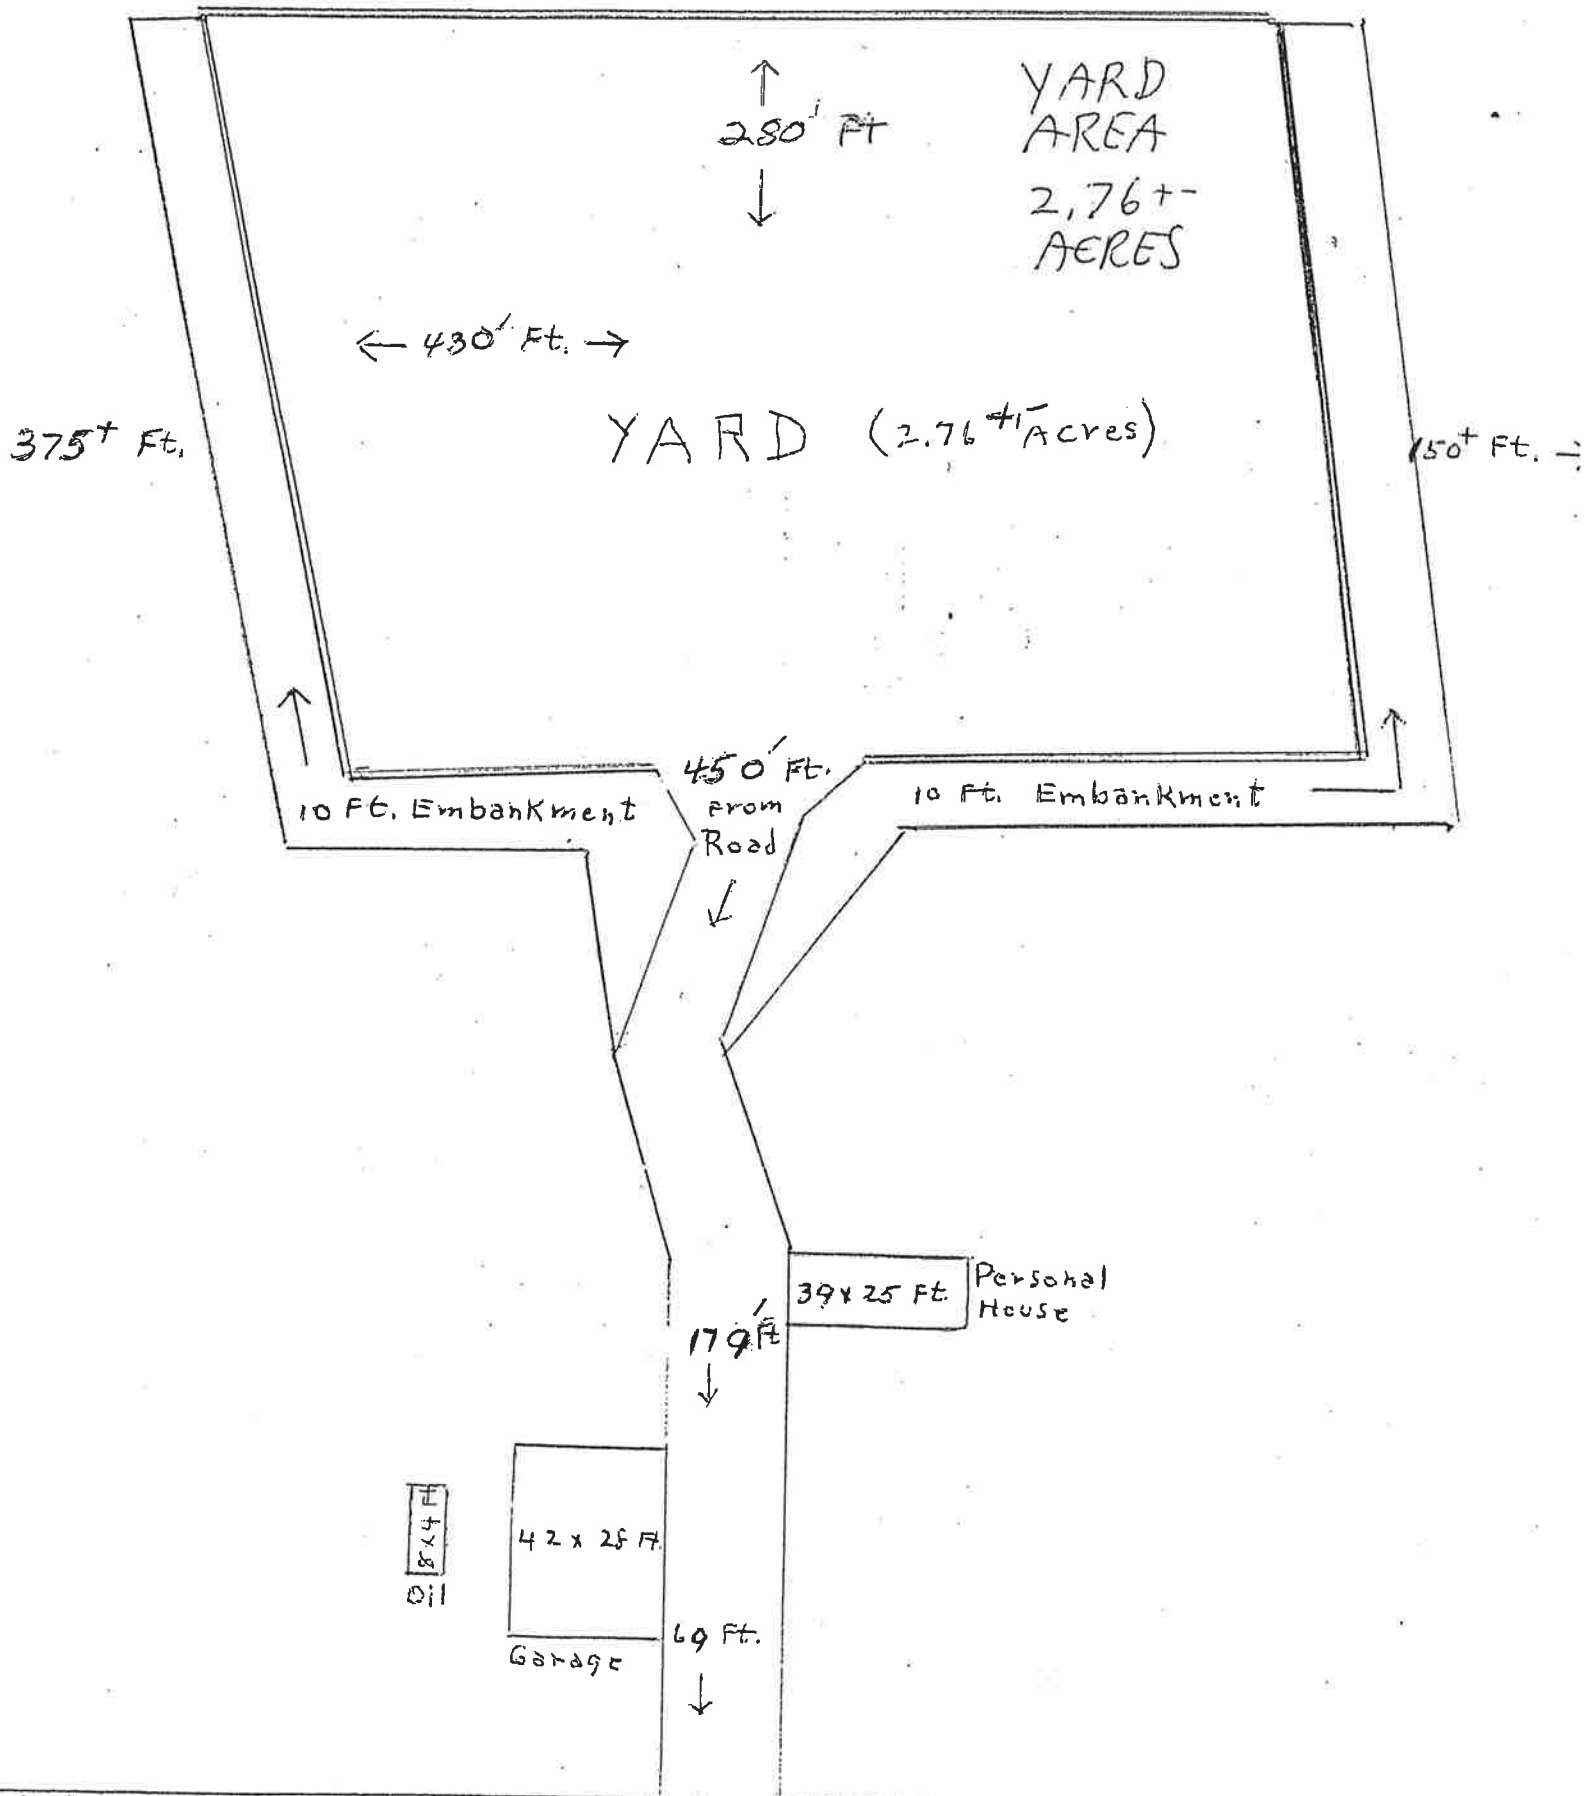 280' Ft
YARD
AREA
2,76 +-
ACRES
← 430' Ft. →
375+ Ft.
YARD (2.76 +- Acres)
150+ Ft. →
450' Ft.
From
Road
10 Ft. Embankment
10 Ft. Embankment
39 x 25 Ft.
Personal
House
179' Ft
8x4 Ft
Oil
42 x 28 Ft.
Garage
69 Ft.